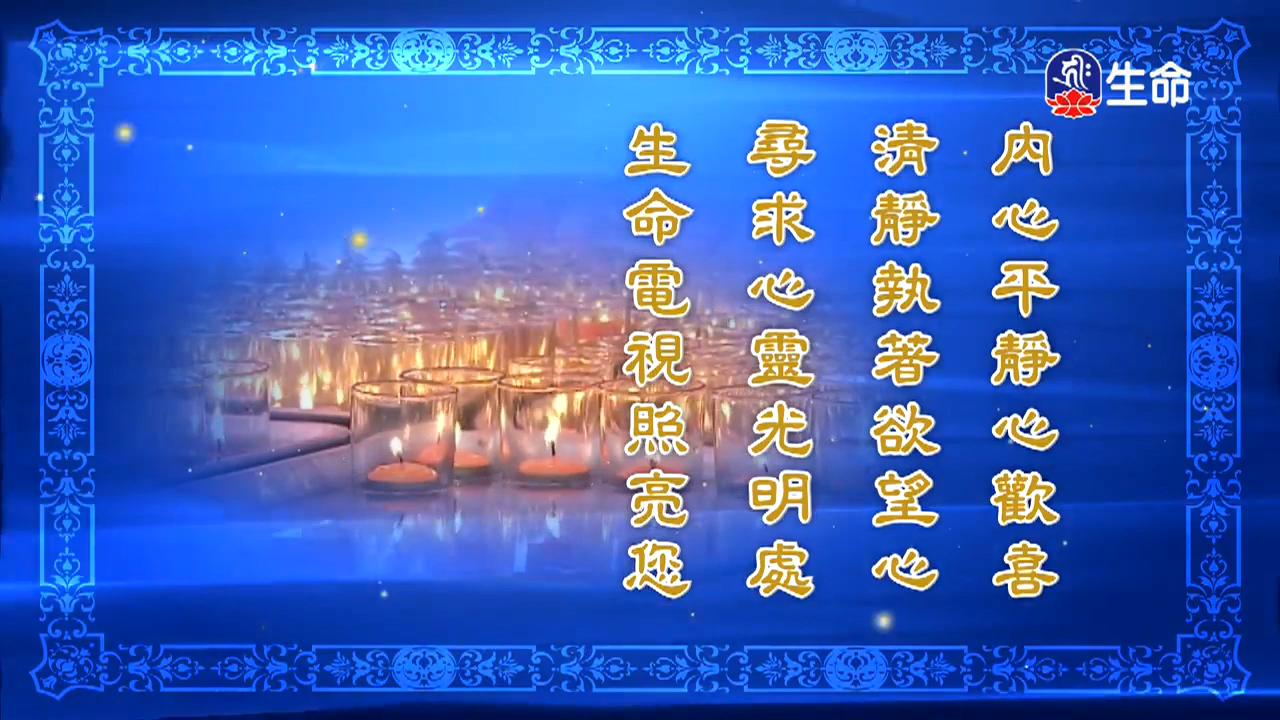 生命
內心平靜心歡喜
清靜執著欲望心
尋求心靈光明處
生命電視照亮您